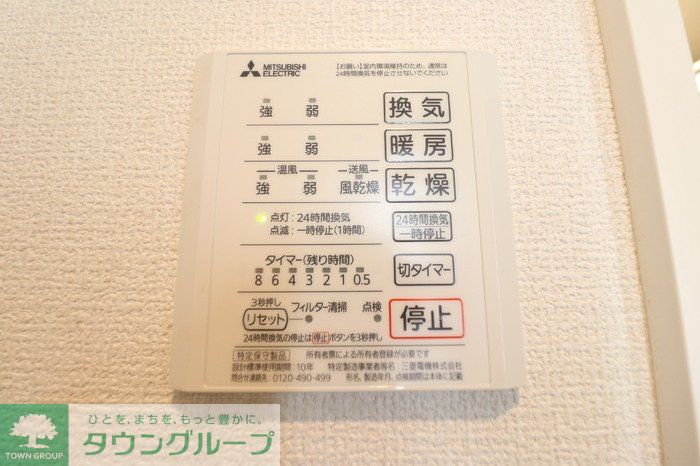 MITSUBISHI
ELECTRIC
【お願い】室内環境維持のため、通常は
24時間換気を停止させないでください
強 弱 換気
強 弱 暖房
温風 送風
強 弱 風乾燥 乾燥
点灯:24時間換気
点滅:一時停止(1時間)
24時間換気
一時停止
タイマー(残り時間)
8 6 4 3 2 1 0.5
切タイマー
3秒押し
リセット フィルター清掃 点検
停止
24時間換気の停止は停止ボタンを3秒押し
特定保守製品 所有者票による所有者登録が必要です
設計標準使用期間:10年 特定製造事業者等名:三菱電機株式会社
問合せ連絡先:0120-490-499 形名、製造年月、点検期間は本体に記載
ひとを、まちを、もっと豊かに。
タウングループ
TOWN GROUP